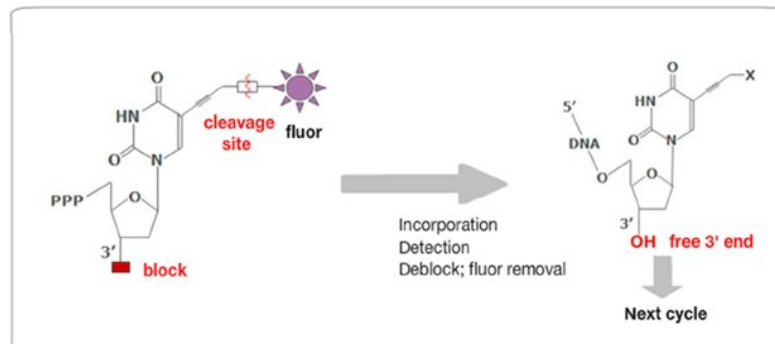 O
HN
O
N
cleavage
site
fluor
PPP
O
3'
block
Incorporation
Detection
Deblock; fluor removal
X
O
HN
O
N
5'
DNA
O
O
3'
OH free 3' end
Next cycle